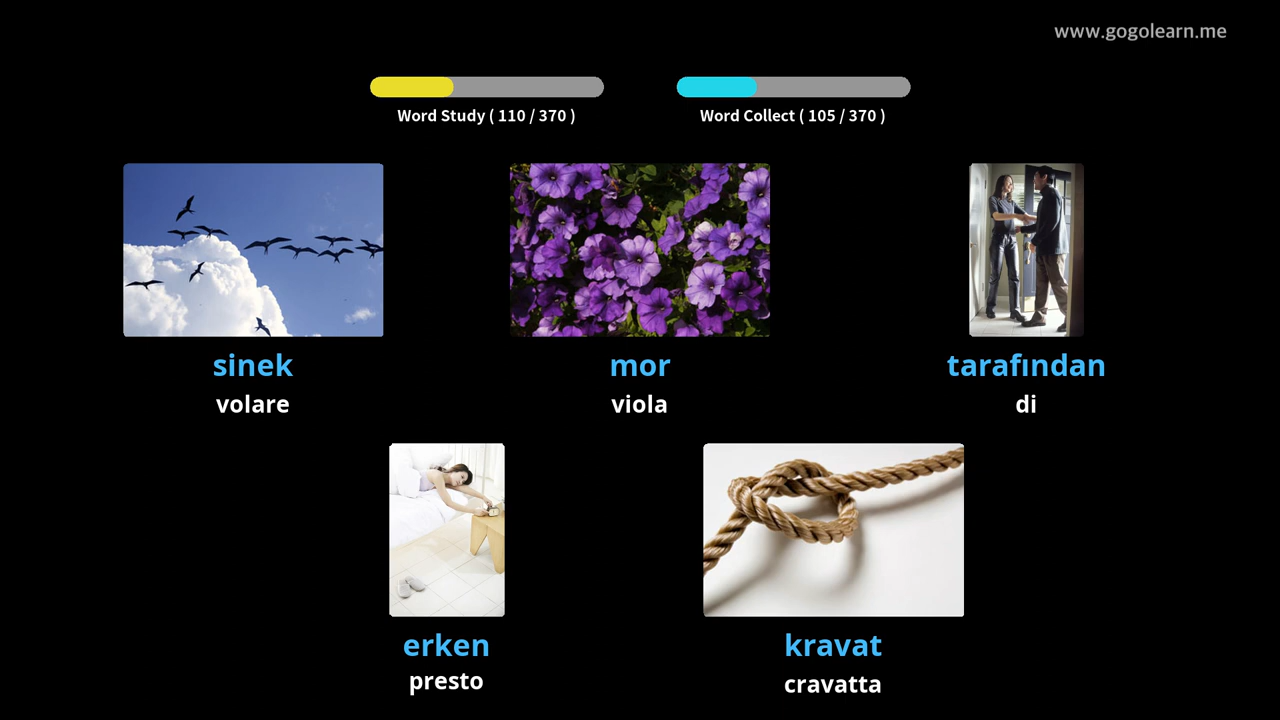 www.gogolearn.me
Word Study ( 110 / 370 )
Word Collect ( 105 / 370 )
sinek
volare
mor
viola
tarafından
di
erken
presto
kravat
cravatta